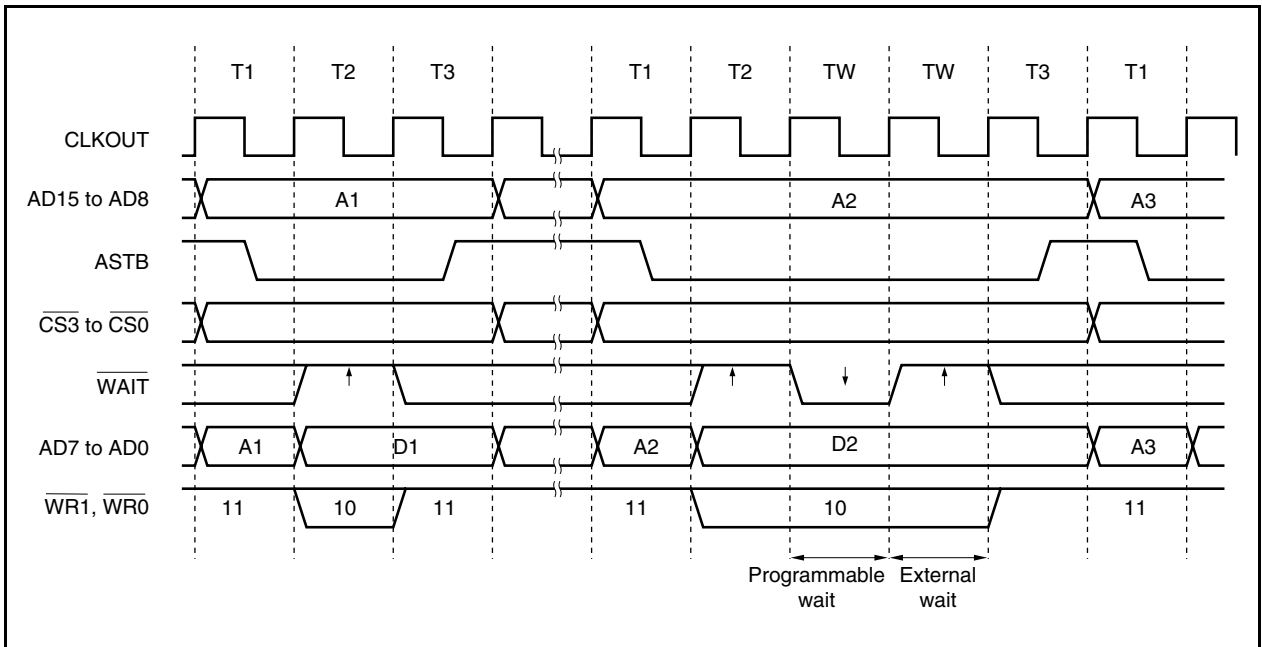 T1 T2 T3 T1 T2 TW TW T3 T1
CLKOUT
AD15 to AD8 A1 A2 A3
ASTB
CS3 to CS0
WAIT
AD7 to AD0 A1 D1 A2 D2 A3
WR1, WR0 11 10 11 11 10 11
Programmable wait
External wait